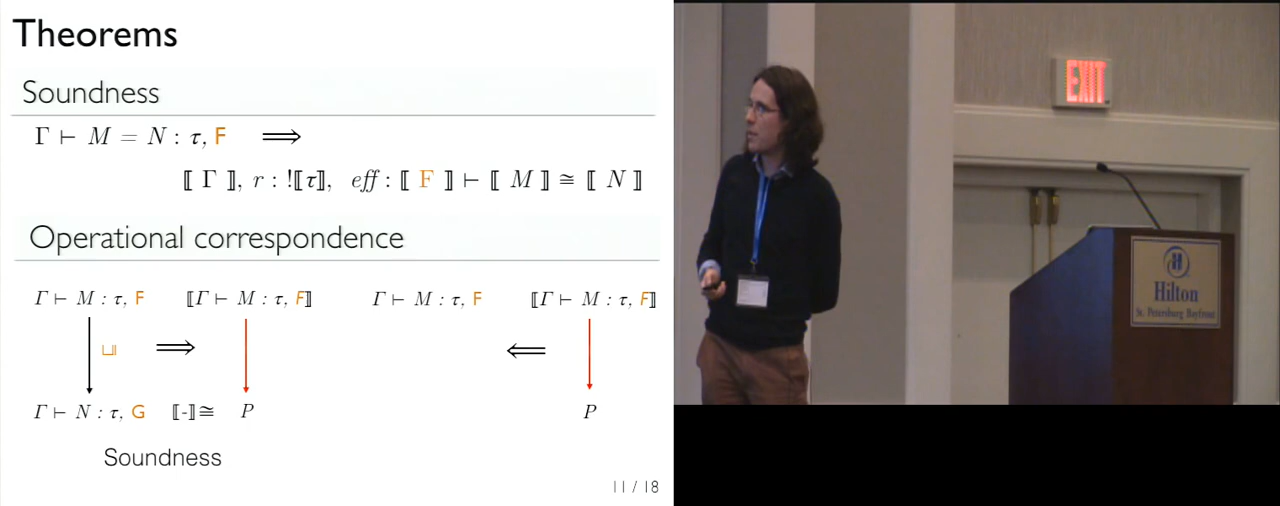 Theorems
Soundness
Γ ⊢ M = N : τ, F ⟹
⟦ Γ ⟧, r : !⟦τ⟧, eff : ⟦ F ⟧ ⊢ ⟦ M ⟧ ≅ ⟦ N ⟧
Operational correspondence
Γ ⊢ M : τ, F ⟦Γ ⊢ M : τ, F⟧ Γ ⊢ M : τ, F ⟦Γ ⊢ M : τ, F⟧
⊔| ⟹ ⟸
Γ ⊢ N : τ, G ⟦-⟧≅ P P
Soundness
11 / 18
EXIT
Hilton
St. Petersburg Bayfront